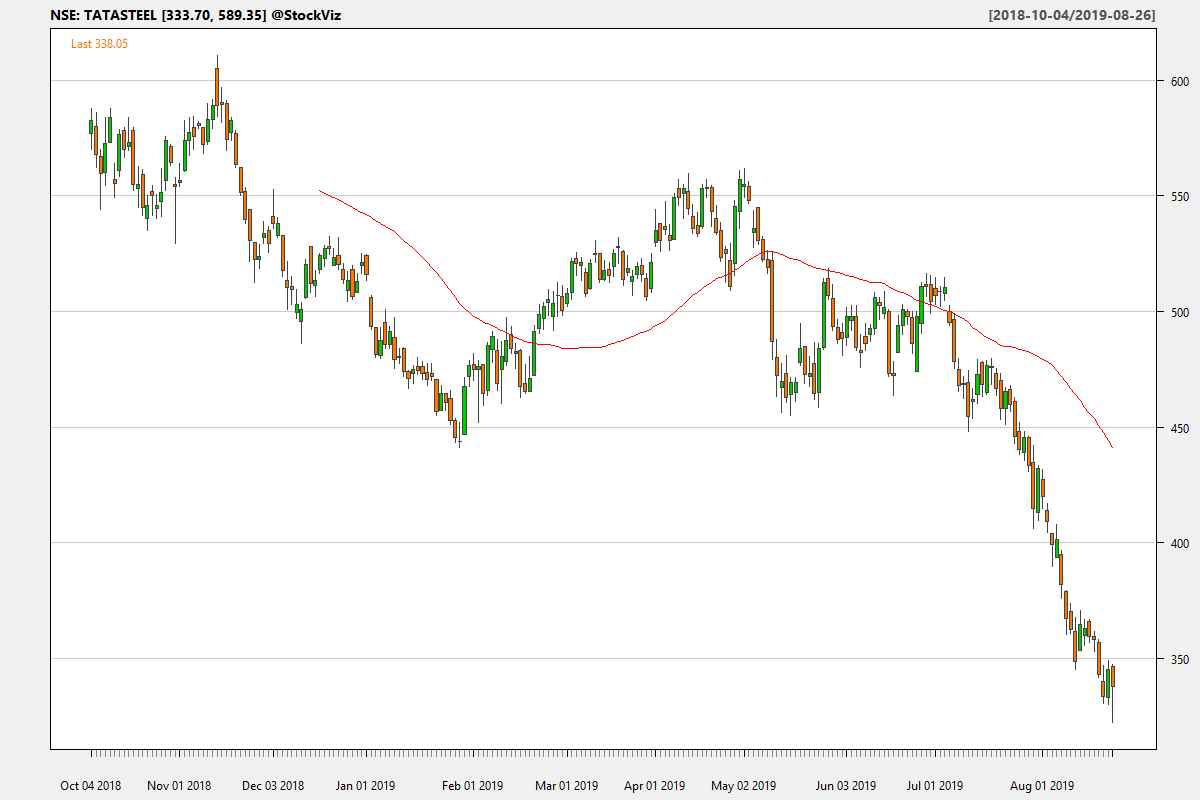 NSE: TATASTEEL [333.70, 589.35] @StockViz
[2018-10-04/2019-08-26]
Last 338.05
600
550
500
450
400
350
Oct 04 2018
Nov 01 2018
Dec 03 2018
Jan 01 2019
Feb 01 2019
Mar 01 2019
Apr 01 2019
May 02 2019
Jun 03 2019
Jul 01 2019
Aug 01 2019